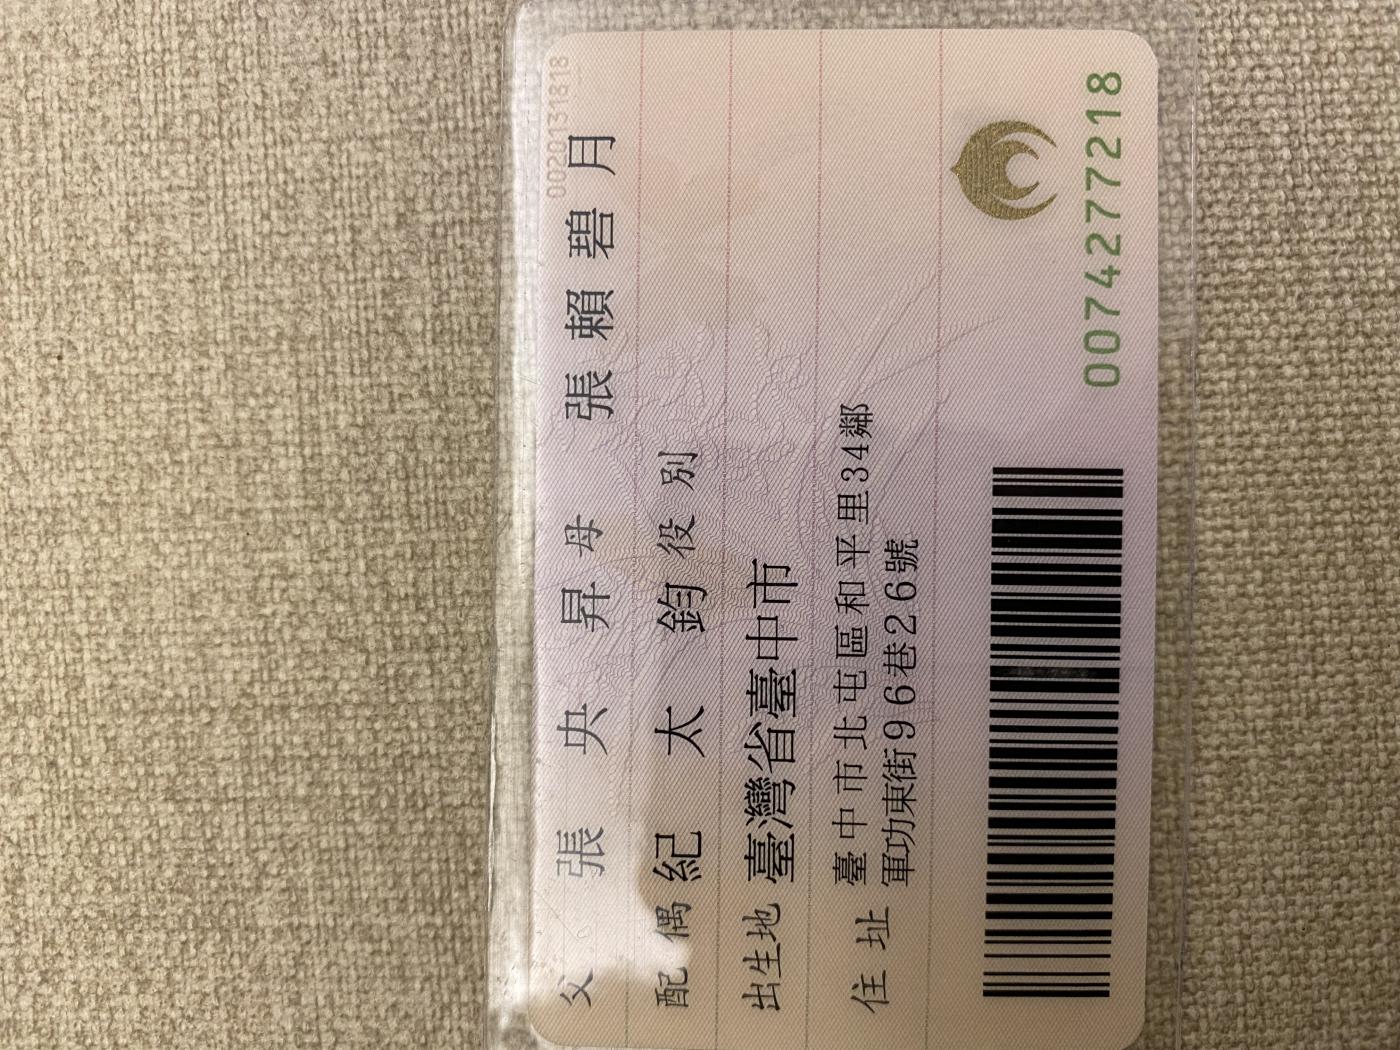 0020131818
父 張央昇 母 張賴碧月
配偶 紀太鈞 役別
出生地 臺灣省臺中市
住址 臺中市北屯區和平里34鄰
軍功東街96巷26號
0074277218